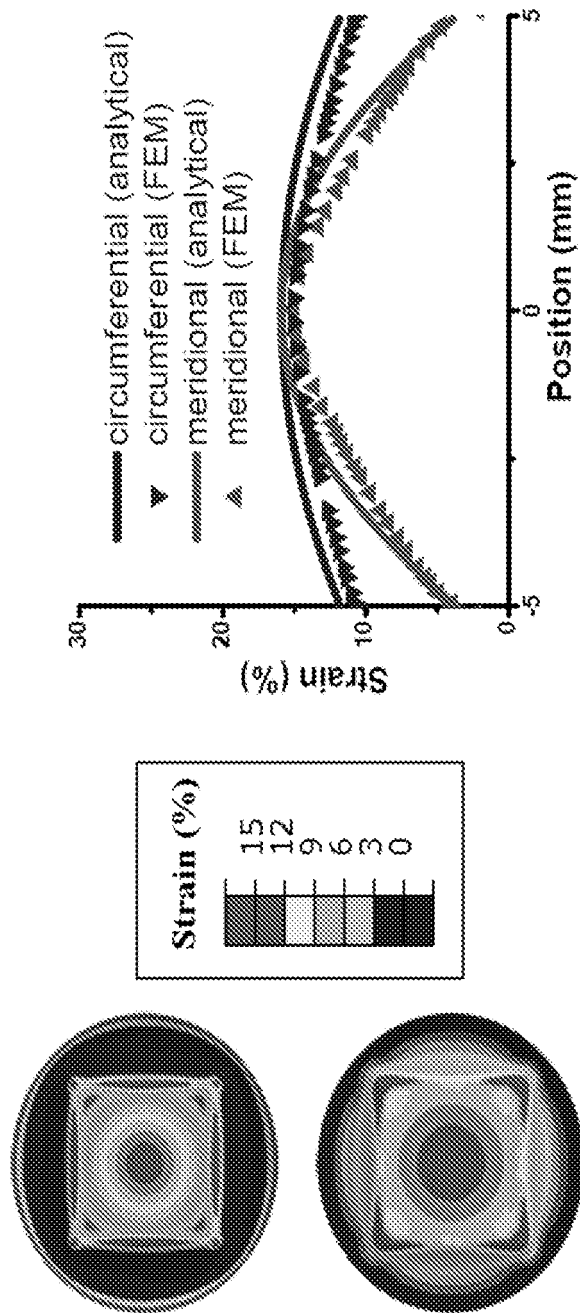 Strain (%)
15
12
9
6
3
0
circumferential (analytical)
circumferential (FEM)
meridional (analytical)
meridional (FEM)
30
20
10
0
Strain (%)
-5
0
5
Position (mm)